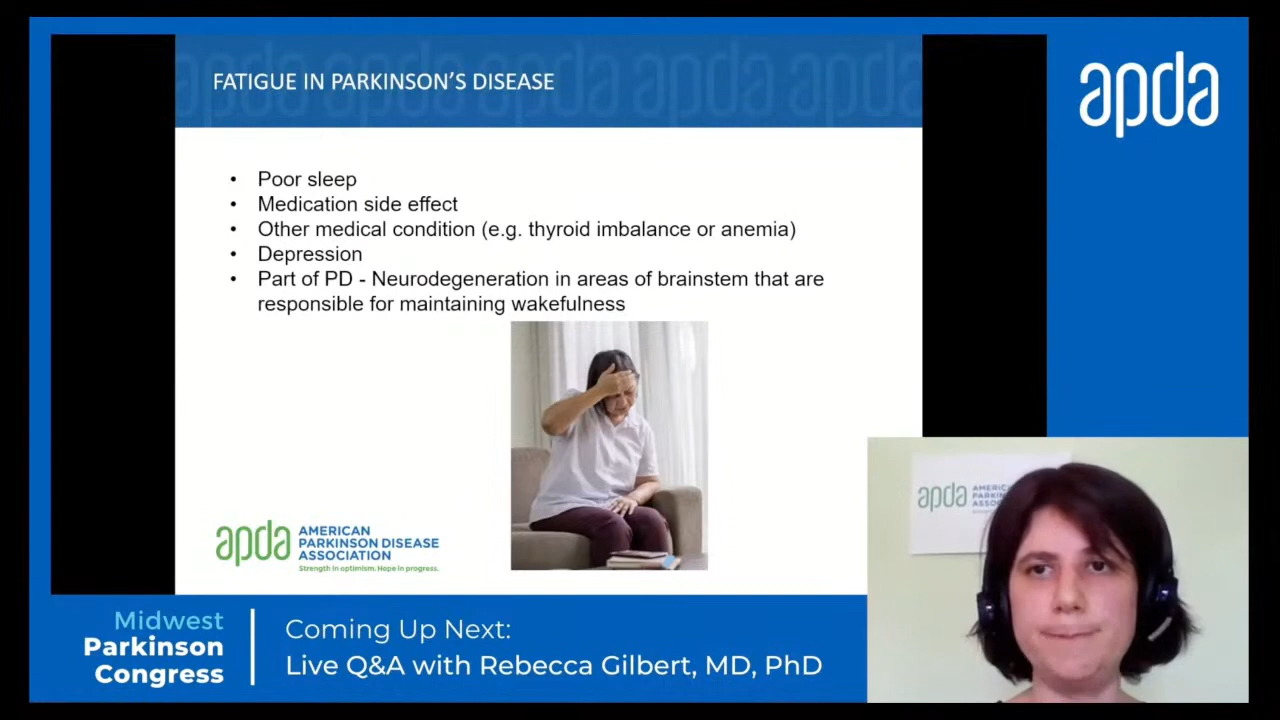 FATIGUE IN PARKINSON'S DISEASE
apda
• Poor sleep
• Medication side effect
• Other medical condition (e.g. thyroid imbalance or anemia)
• Depression
• Part of PD - Neurodegeneration in areas of brainstem that are
responsible for maintaining wakefulness
apda
AMERICAN
PARKINSON DISEASE
ASSOCIATION
Strength in optimism. Hope in progress.
apda
Midwest
Parkinson
Congress
Coming Up Next:
Live Q&A with Rebecca Gilbert, MD, PhD